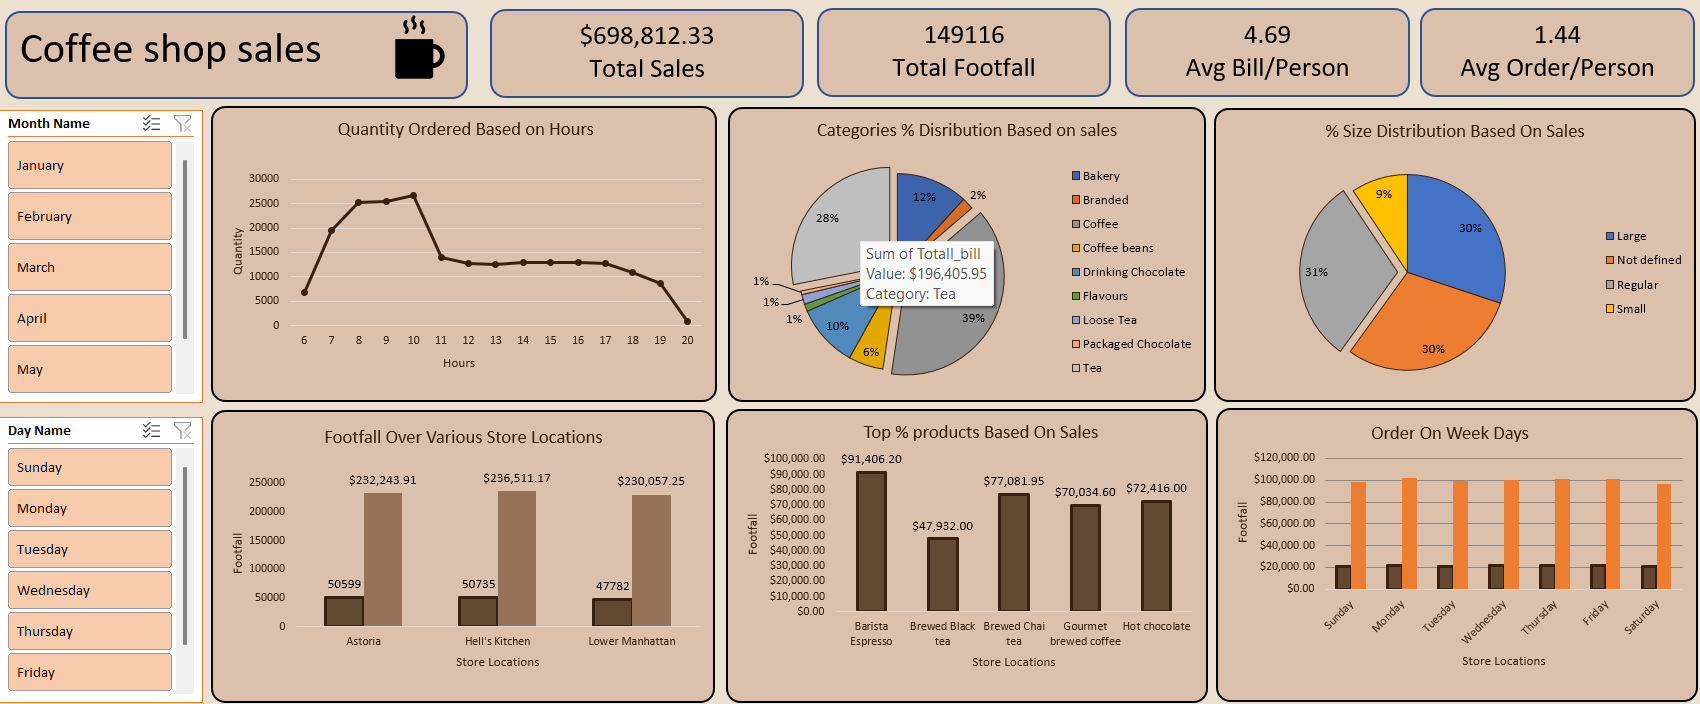 Coffee shop sales
$698,812.33
Total Sales
149116
Total Footfall
4.69
Avg Bill/Person
1.44
Avg Order/Person
Month Name
January
February
March
April
May
Day Name
Sunday
Monday
Tuesday
Wednesday
Thursday
Friday
Quantity Ordered Based on Hours
30000
25000
20000
15000
10000
5000
0
Quantity
6 7 8 9 10 11 12 13 14 15 16 17 18 19 20
Hours
Categories % Disribution Based on sales
12%
2%
39%
6%
10%
1%
1%
1%
28%
Sum of Totall_bill
Value: $196,405.95
Category: Tea
Bakery
Branded
Coffee
Coffee beans
Drinking Chocolate
Flavours
Loose Tea
Packaged Chocolate
Tea
% Size Distribution Based On Sales
30%
30%
31%
9%
Large
Not defined
Regular
Small
Footfall Over Various Store Locations
250000
200000
150000
100000
50000
0
Footfall
$232,243.91
$236,511.17
$230,057.25
50599
50735
47782
Astoria
Hell's Kitchen
Lower Manhattan
Store Locations
Top % products Based On Sales
$100,000.00
$90,000.00
$80,000.00
$70,000.00
$60,000.00
$50,000.00
$40,000.00
$30,000.00
$20,000.00
$10,000.00
$0.00
Footfall
$91,406.20
$47,932.00
$77,081.95
$70,034.60
$72,416.00
Barista
Espresso
Brewed Black
tea
Brewed Chai
tea
Gourmet
brewed coffee
Hot chocolate
Store Locations
Order On Week Days
$120,000.00
$100,000.00
$80,000.00
$60,000.00
$40,000.00
$20,000.00
$0.00
Footfall
Sunday
Monday
Tuesday
Wednesday
Thursday
Friday
Saturday
Store Locations